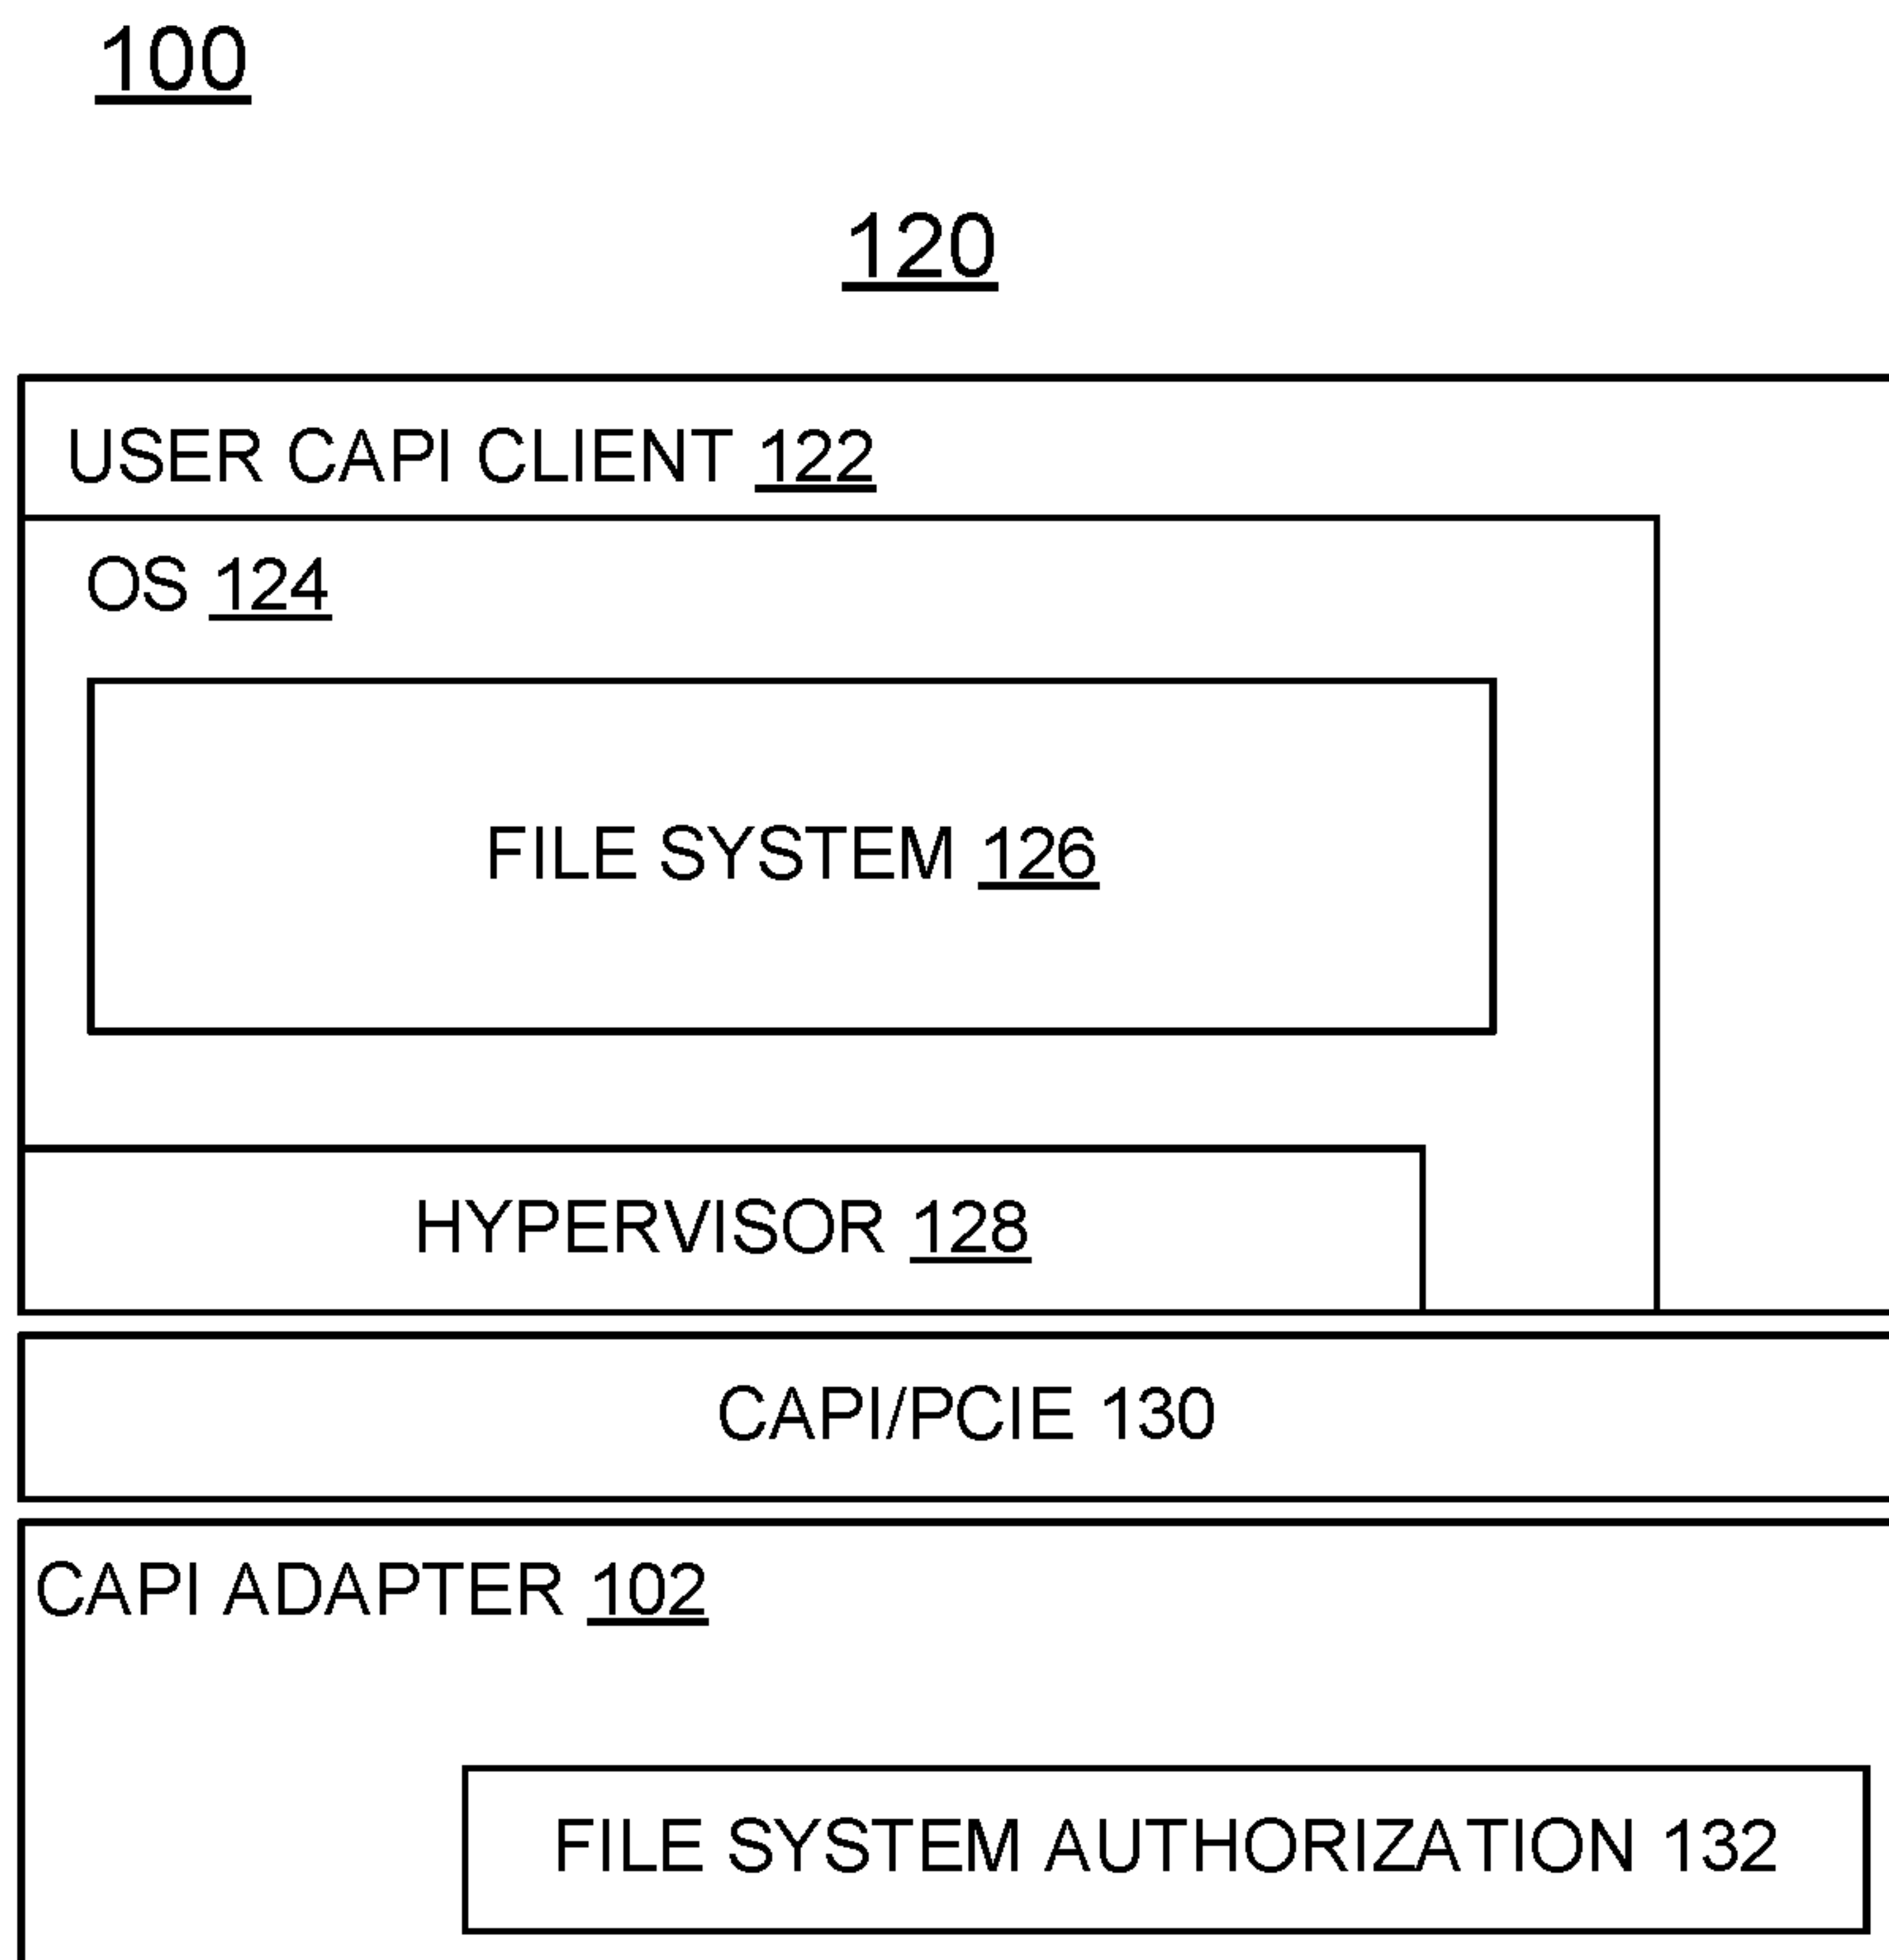 100
120
USER CAPI CLIENT 122
OS 124
FILE SYSTEM 126
HYPERVISOR 128
CAPI/PCIE 130
CAPI ADAPTER 102
FILE SYSTEM AUTHORIZATION 132